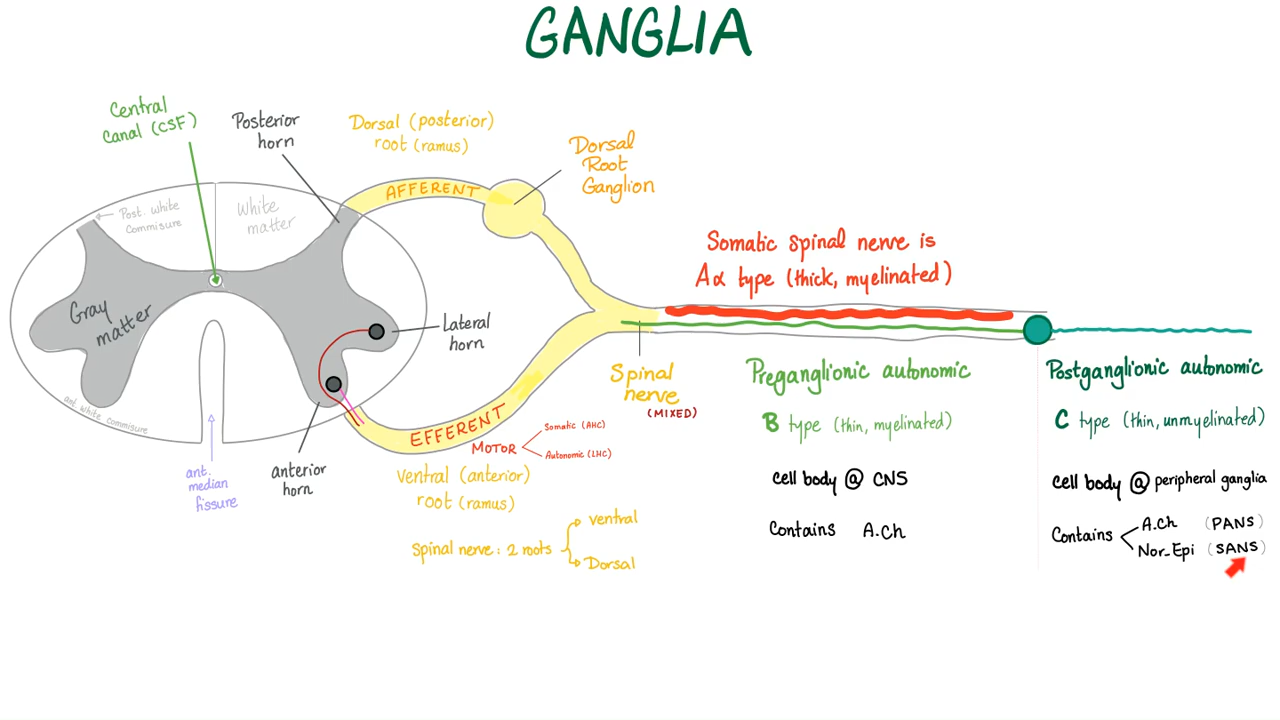 GANGLIA
Central
Canal (CSF)
Posterior
horn
Dorsal (posterior)
root (ramus)
Dorsal
Root
Ganglion
AFFERENT
Post. white
commisure
White
matter
Gray
matter
Lateral
horn
ant. white commisure
ant.
median
fissure
anterior
horn
EFFERENT
MOTOR
Somatic (AHC)
Autonomic (LHC)
Ventral (anterior)
root (ramus)
Spinal nerve: 2 roots
ventral
Dorsal
Spinal
nerve
(MIXED)
Somatic spinal nerve is
Aα type (thick, myelinated)
Preganglionic autonomic
B type (thin, myelinated)
Cell body @ CNS
Contains A.Ch
Postganglionic autonomic
C type (thin, unmyelinated)
Cell body @ peripheral ganglia
Contains
A.Ch (PANS)
Nor_Epi (SANS)